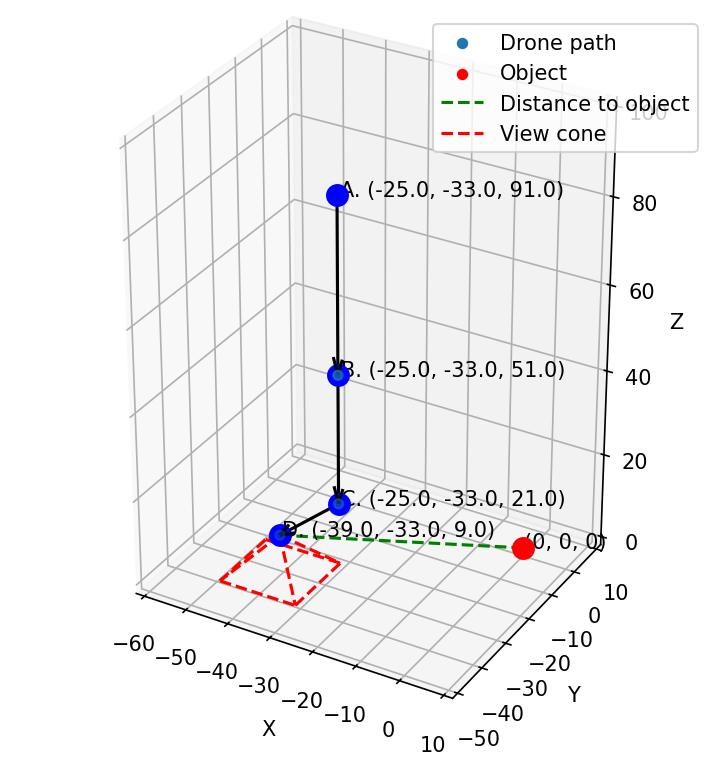 Drone path
Object
Distance to object
View cone
100
A. (-25.0, -33.0, 91.0)
80
60
Z
B. (-25.0, -33.0, 51.0)
40
20
C. (-25.0, -33.0, 21.0)
D. (-39.0, -33.0, 9.0)
(0, 0, 0)
0
10
0
−10
−20
−30
−40
−50
Y
−60
−50
−40
−30
−20
−10
0
10
X